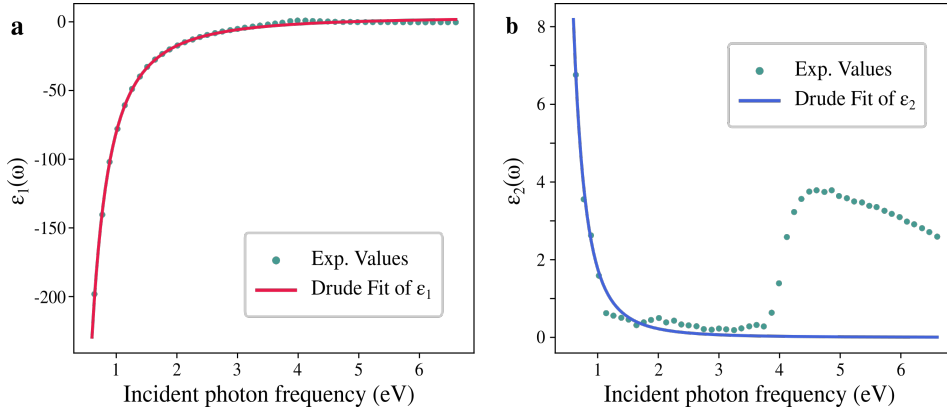 a
0
-50
-100
-150
-200
ε₁(ω)
Exp. Values
Drude Fit of ε₁
1 2 3 4 5 6
Incident photon frequency (eV)
b
8
6
4
2
0
ε₂(ω)
Exp. Values
Drude Fit of ε₂
1 2 3 4 5 6
Incident photon frequency (eV)